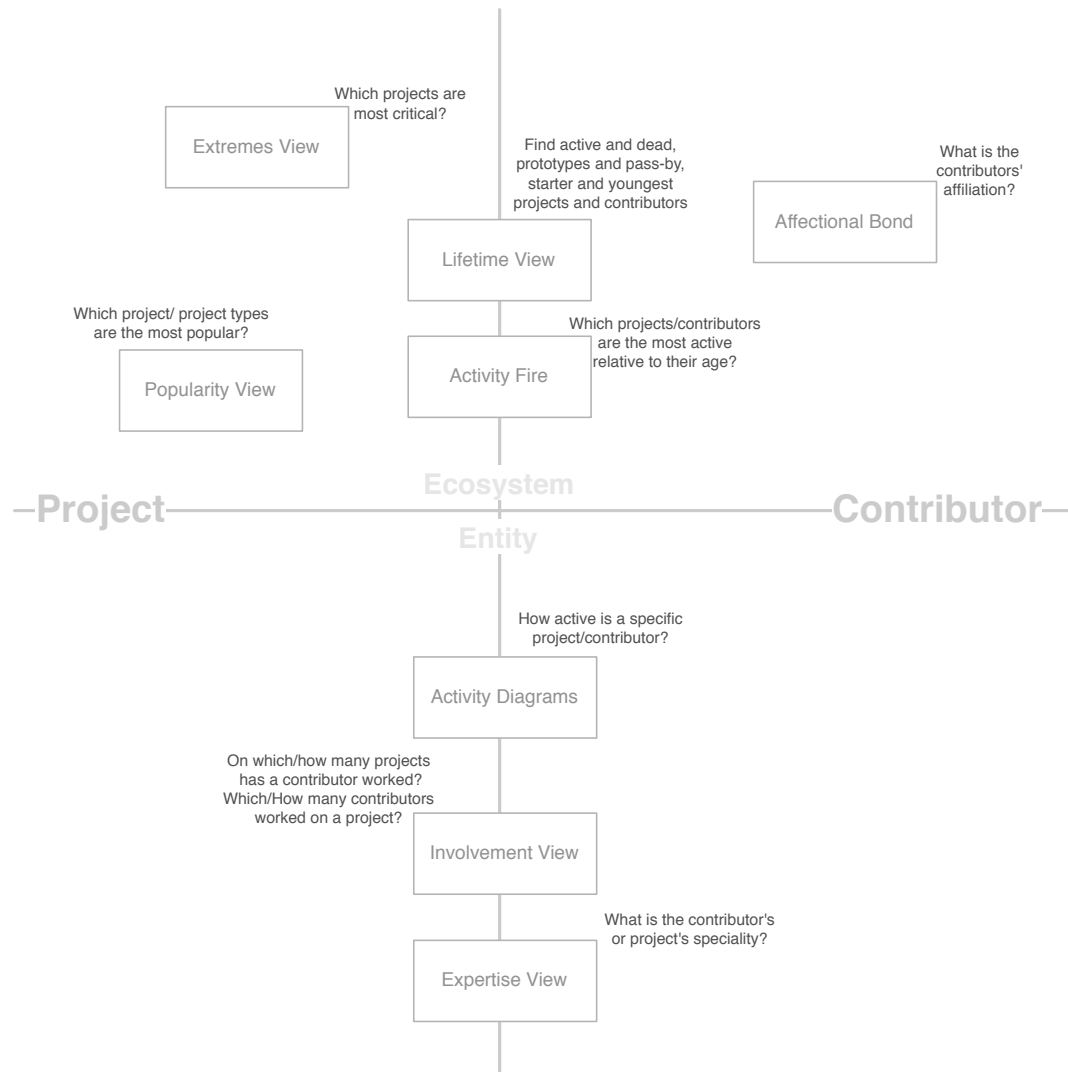 Which projects are
most critical?
Extremes View
Find active and dead,
prototypes and pass-by,
starter and youngest
projects and contributors
What is the
contributors'
affiliation?
Affectional Bond
Lifetime View
Which project/ project types
are the most popular?
Which projects/contributors
are the most active
relative to their age?
Popularity View
Activity Fire
Ecosystem
Project
Contributor
Entity
How active is a specific
project/contributor?
Activity Diagrams
On which/how many projects
has a contributor worked?
Which/How many contributors
worked on a project?
Involvement View
What is the contributor's
or project's speciality?
Expertise View